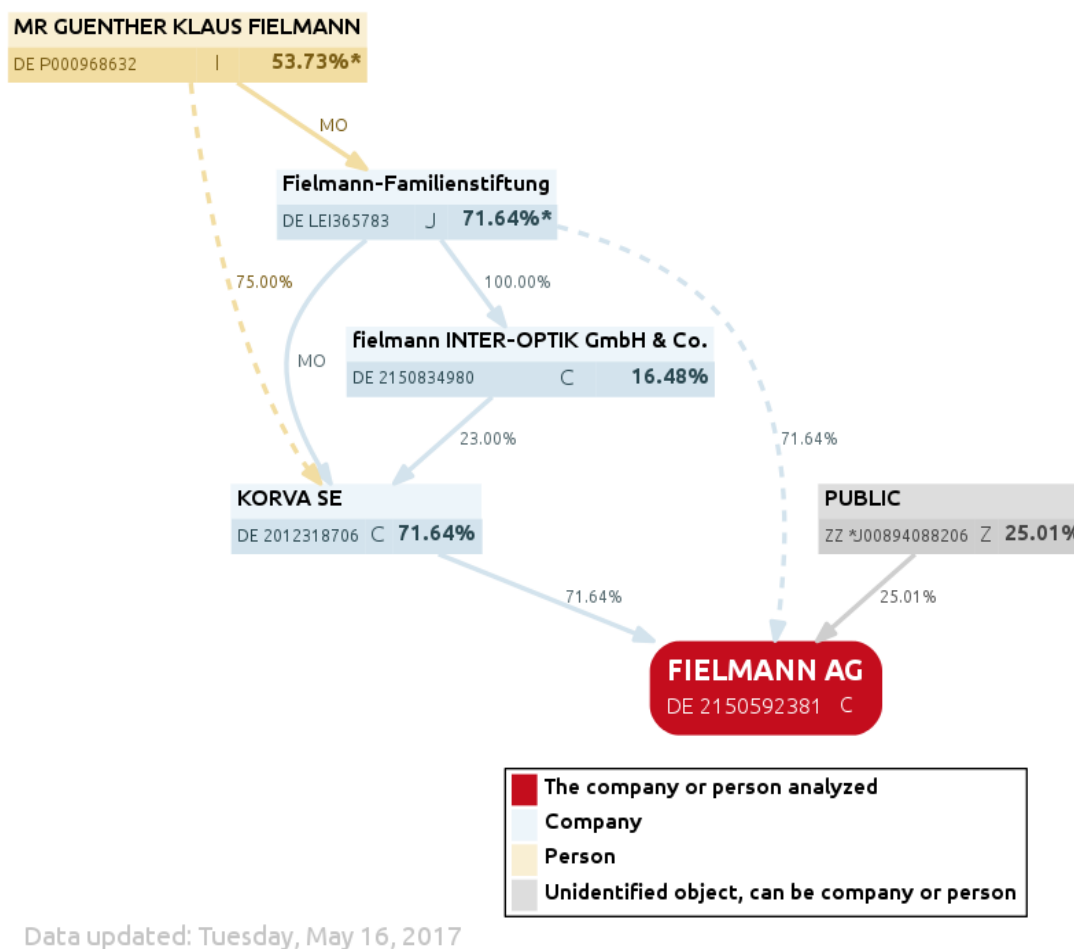 MR GUENTHER KLAUS FIELMANN
DE P000968632 I 53.73%*
MO
Fielmann-Familienstiftung
DE LEI365783 J 71.64%*
75.00%
100.00%
MO
fielmann INTER-OPTIK GmbH & Co.
DE 2150834980 C 16.48%
23.00%
71.64%
KORVA SE
DE 2012318706 C 71.64%
PUBLIC
ZZ *J00894088206 Z 25.01%
71.64%
25.01%
FIELMANN AG
DE 2150592381 C
The company or person analyzed
Company
Person
Unidentified object, can be company or person
Data updated: Tuesday, May 16, 2017